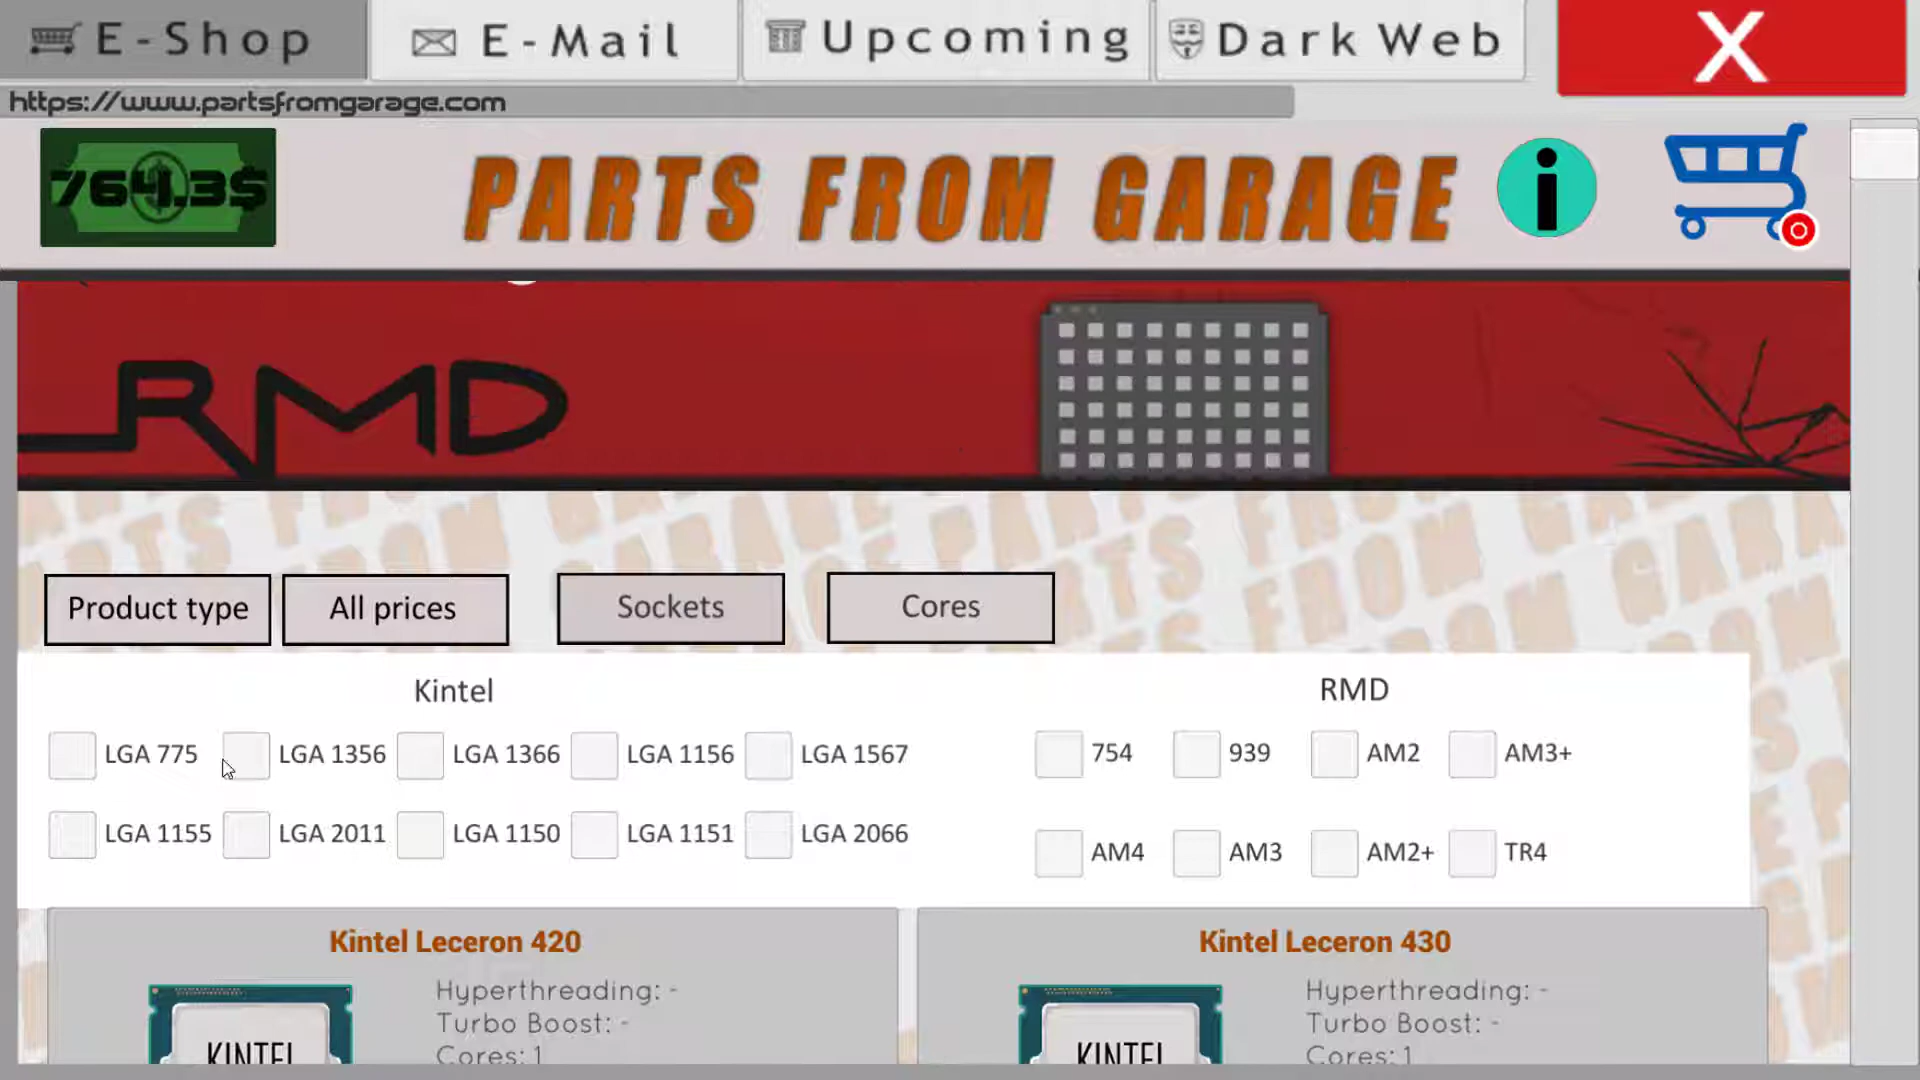 E-Shop
E-Mail
Upcoming
Dark Web
X
https://www.partsfromgarage.com
764.3$
PARTS FROM GARAGE
i
0
RMD
Product type
All prices
Sockets
Cores
Kintel
RMD
LGA 775
LGA 1356
LGA 1366
LGA 1156
LGA 1567
754
939
AM2
AM3+
LGA 1155
LGA 2011
LGA 1150
LGA 1151
LGA 2066
AM4
AM3
AM2+
TR4
Kintel Leceron 420
Kintel Leceron 430
Hyperthreading: -
Turbo Boost: -
Cores: 1
KINTEL
Hyperthreading: -
Turbo Boost: -
Cores: 1
KINTEL